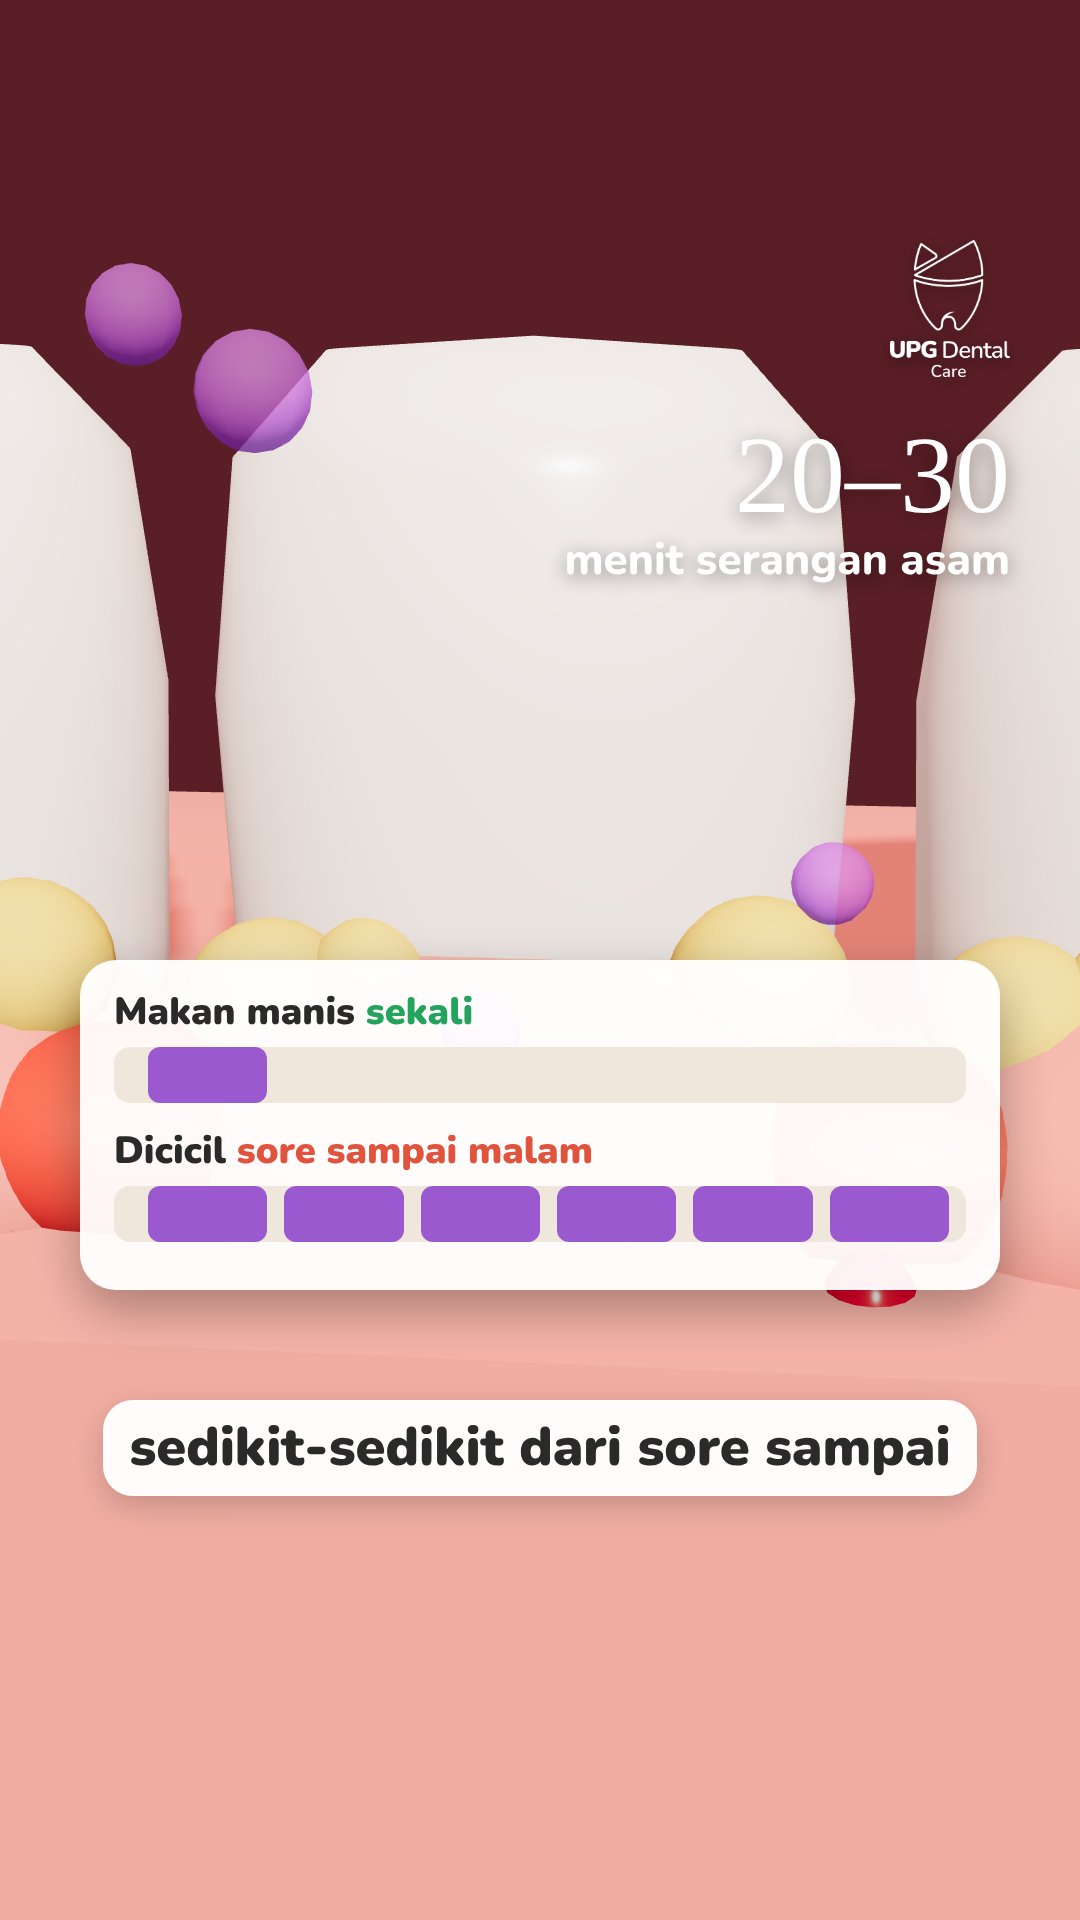 UPG Dental
Care
20–30
menit serangan asam
Makan manis sekali
Dicicil sore sampai malam
sedikit-sedikit dari sore sampai